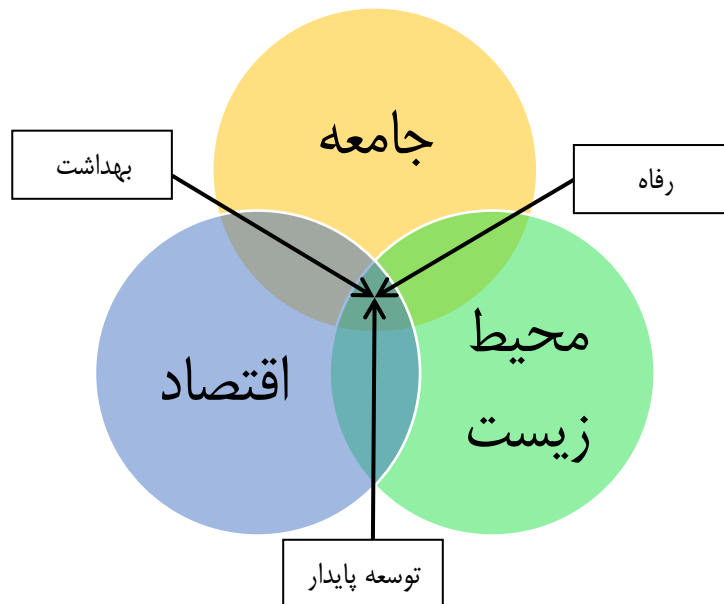 جامعه
رفاه
بهداشت
محیط
زیست
اقتصاد
توسعه پایدار